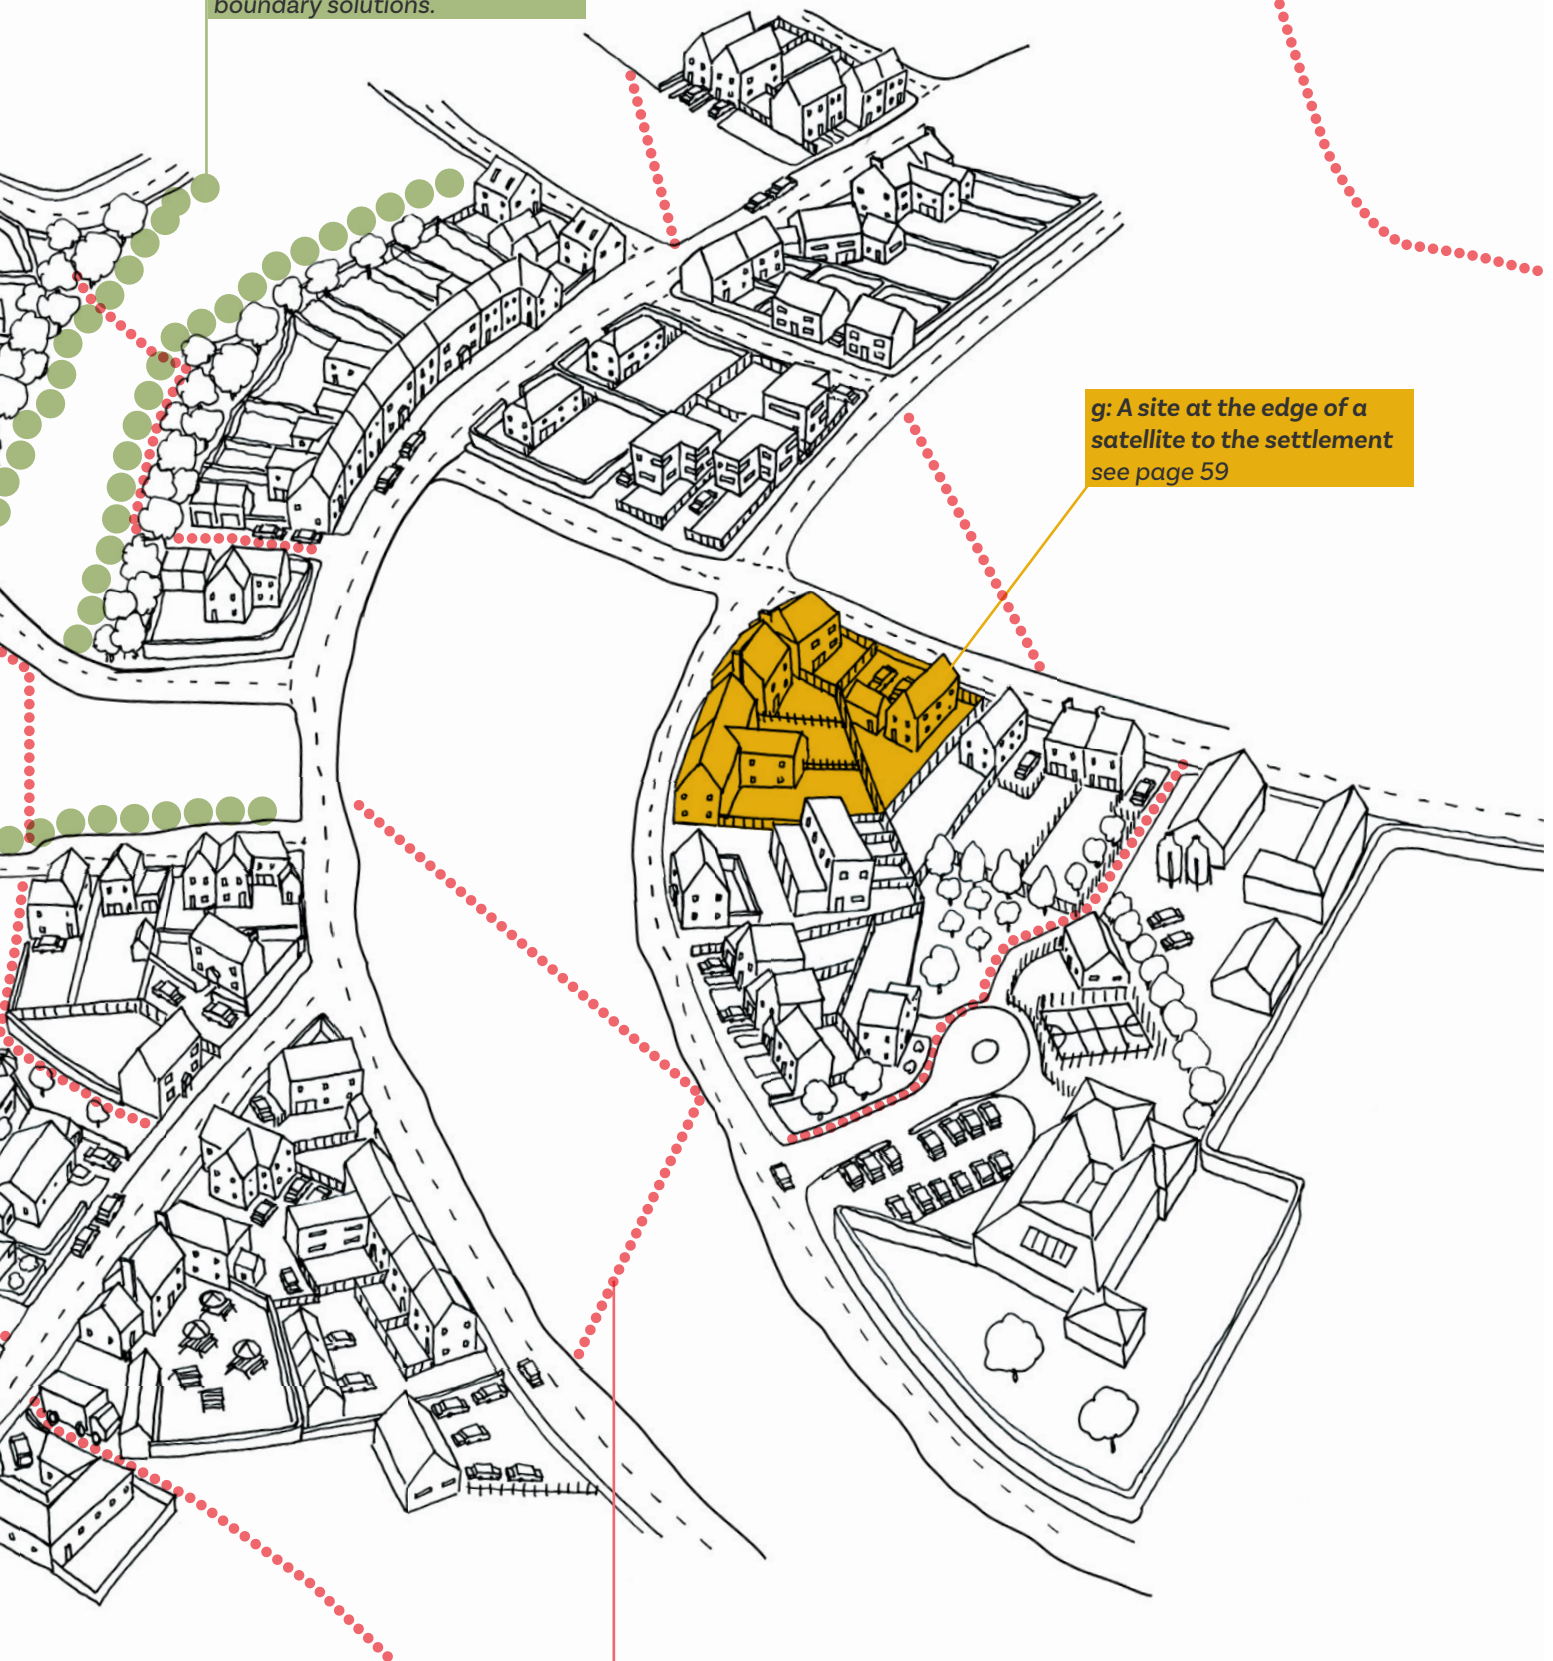 boundary solutions.
g: A site at the edge of a
satellite to the settlement
see page 59